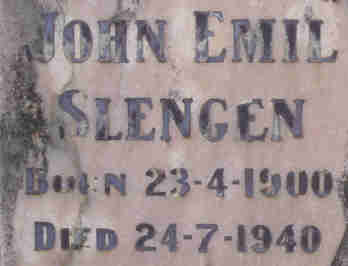 JOHN EMIL
SLENGEN
BORN 23-4-1900
DIED 24-7-1940